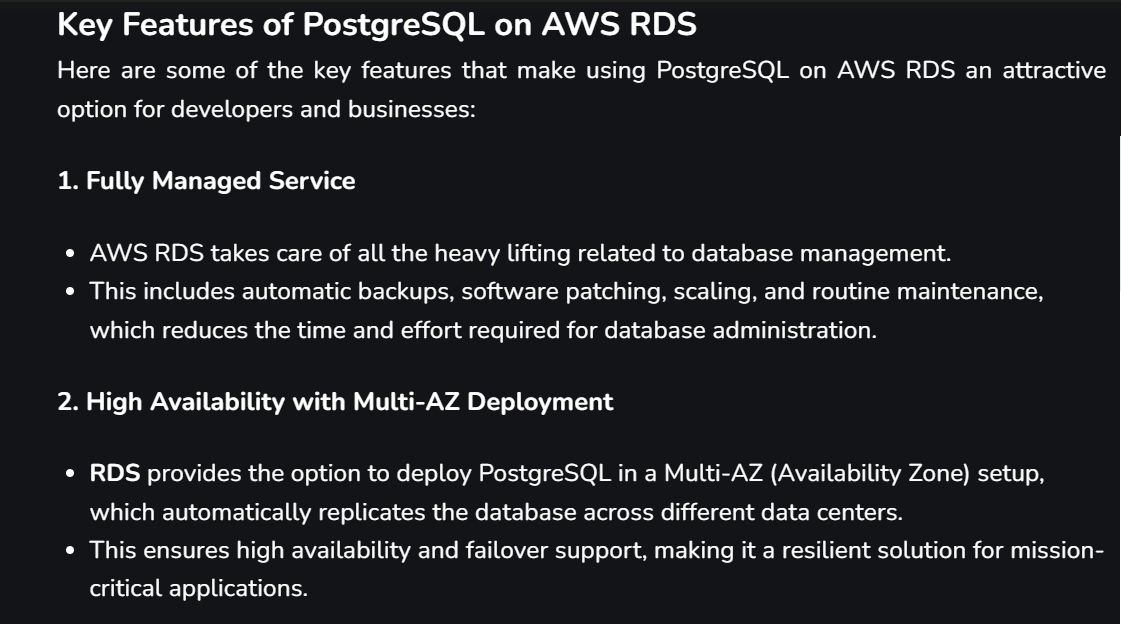 Key Features of PostgreSQL on AWS RDS
Here are some of the key features that make using PostgreSQL on AWS RDS an attractive
option for developers and businesses:
1. Fully Managed Service
• AWS RDS takes care of all the heavy lifting related to database management.
• This includes automatic backups, software patching, scaling, and routine maintenance,
which reduces the time and effort required for database administration.
2. High Availability with Multi-AZ Deployment
• RDS provides the option to deploy PostgreSQL in a Multi-AZ (Availability Zone) setup,
which automatically replicates the database across different data centers.
• This ensures high availability and failover support, making it a resilient solution for mission-
critical applications.